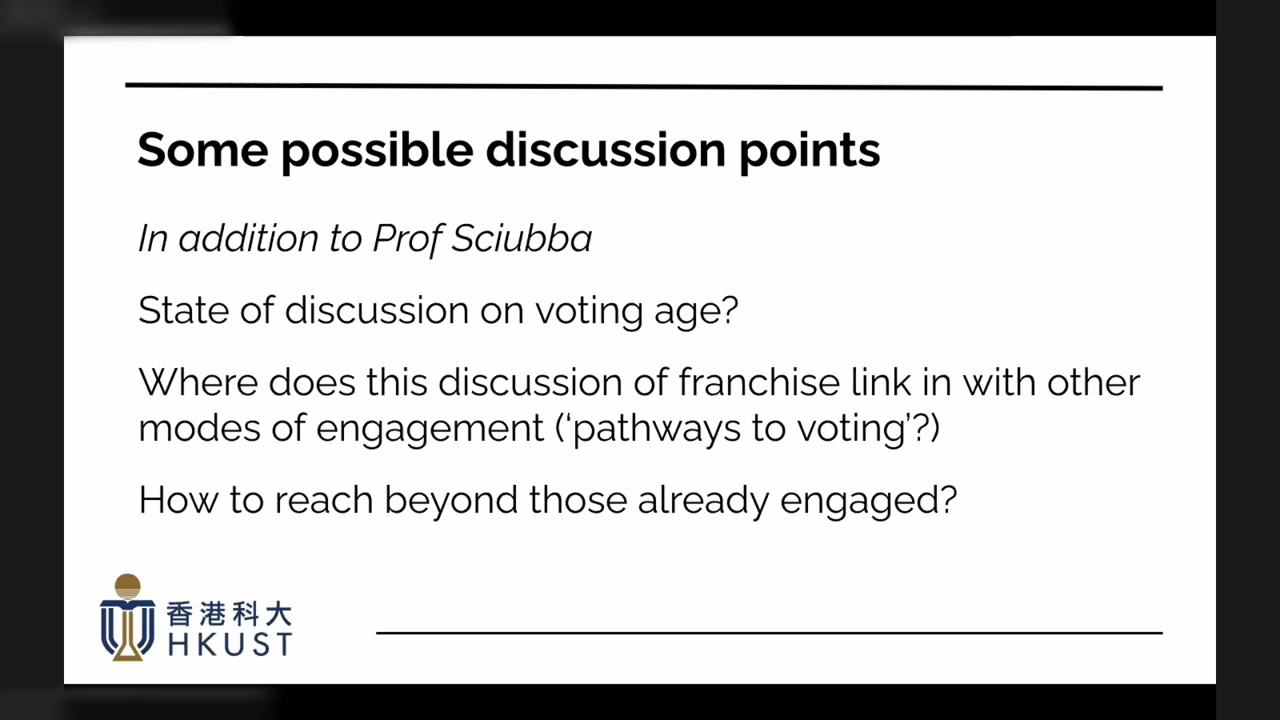 Some possible discussion points
In addition to Prof Sciubba
State of discussion on voting age?
Where does this discussion of franchise link in with other
modes of engagement (‘pathways to voting’?)
How to reach beyond those already engaged?
香港科大
HKUST